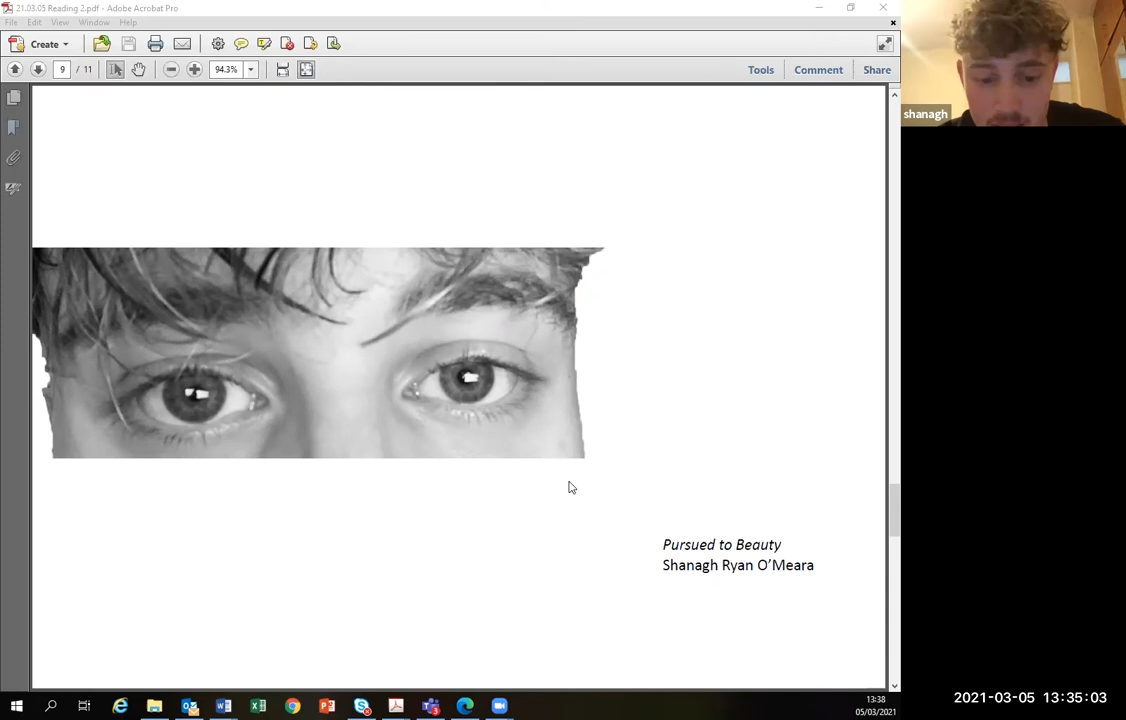 21.03.05 Reading 2.pdf - Adobe Acrobat Pro
File Edit View Window Help
Create
9 / 11 94.3% Tools Comment Share
shanagh
Pursued to Beauty
Shanagh Ryan O'Meara
13:38
05/03/2021
2021-03-05 13:35:03